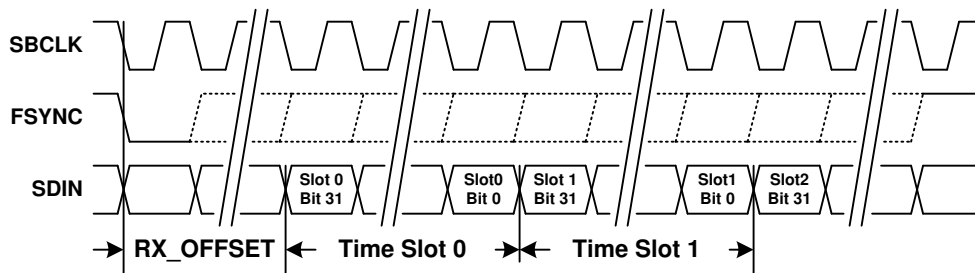 SBCLK
FSYNC
SDIN
Slot 0
Bit 31
Slot0
Bit 0
Slot 1
Bit 31
Slot1
Bit 0
Slot2
Bit 31
RX_OFFSET
Time Slot 0
Time Slot 1